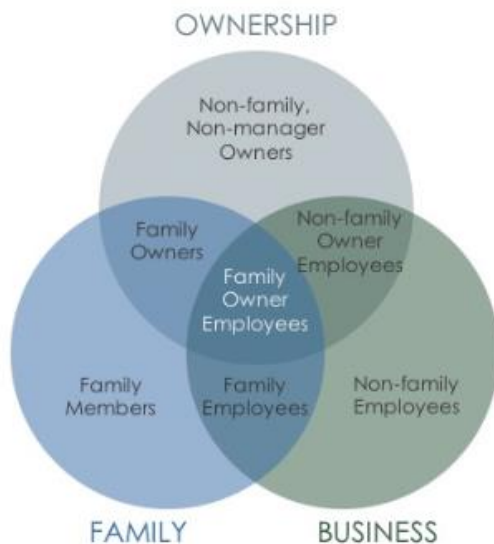 OWNERSHIP
Non-family,
Non-manager
Owners
Family
Owners
Non-family
Owner
Employees
Family
Owner
Employees
Family
Members
Family
Employees
Non-family
Employees
FAMILY
BUSINESS